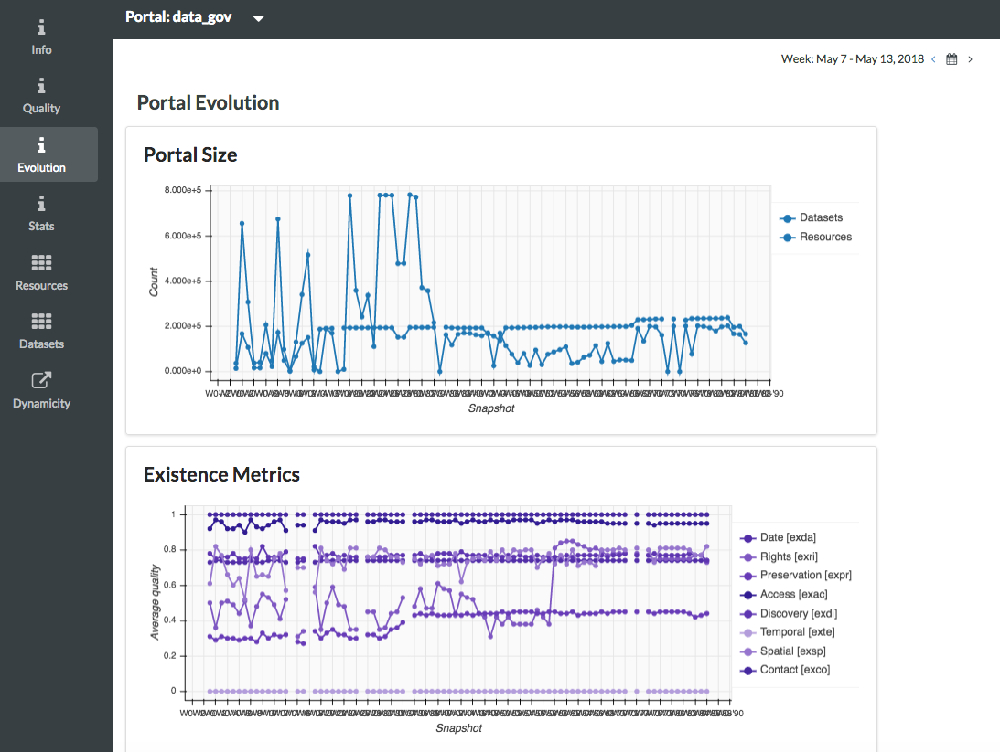 Portal: data_gov
Info
Quality
Evolution
Stats
Resources
Datasets
Dynamicity
Week: May 7 - May 13, 2018
Portal Evolution
Portal Size
8.000e+5
6.000e+5
4.000e+5
2.000e+5
0.000e+0
Count
Snapshot
Datasets
Resources
Existence Metrics
1
0.8
0.6
0.4
0.2
0
Average quality
Snapshot
Date [exda]
Rights [exri]
Preservation [expr]
Access [exac]
Discovery [exdi]
Temporal [exte]
Spatial [exsp]
Contact [exco]